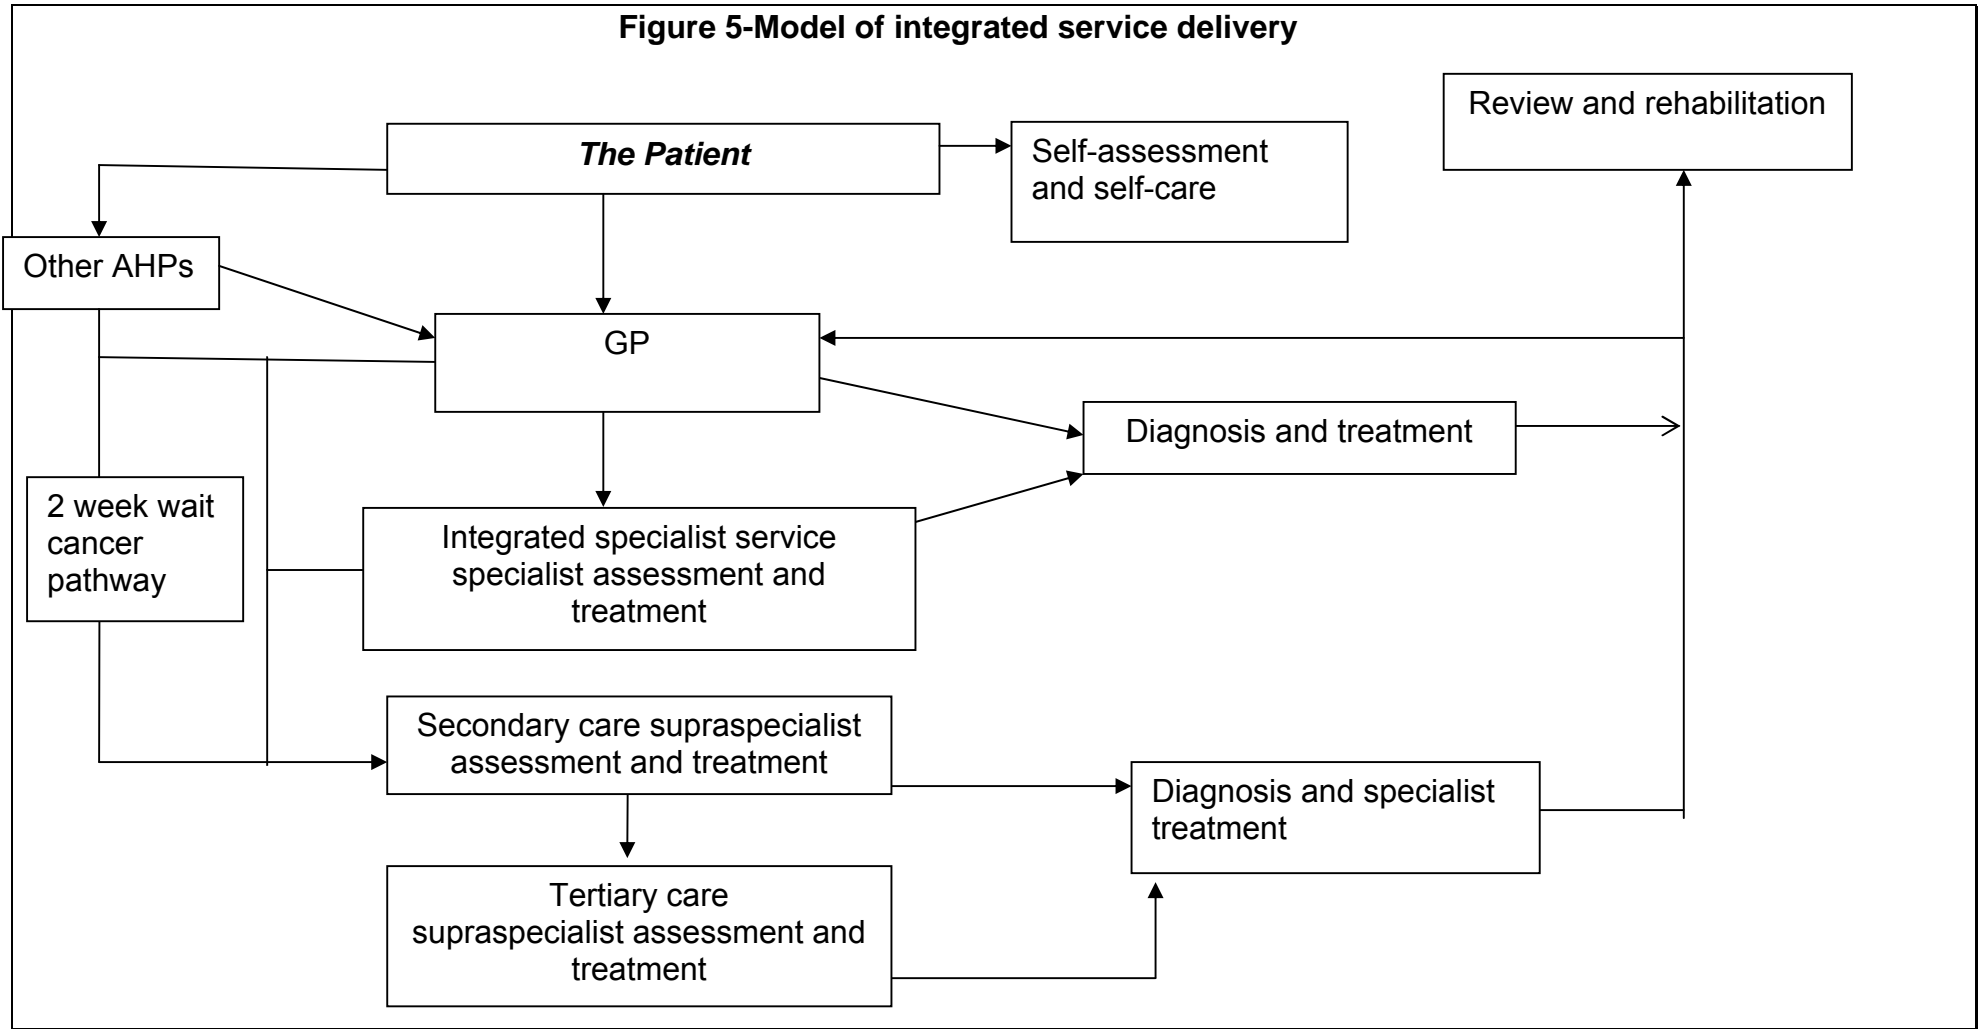 Figure 5-Model of integrated service delivery
Review and rehabilitation
The Patient
Self-assessment
and self-care
Other AHPs
GP
Diagnosis and treatment
2 week wait
cancer
pathway
Integrated specialist service
specialist assessment and
treatment
Secondary care supraspecialist
assessment and treatment
Diagnosis and specialist
treatment
Tertiary care
supraspecialist assessment and
treatment